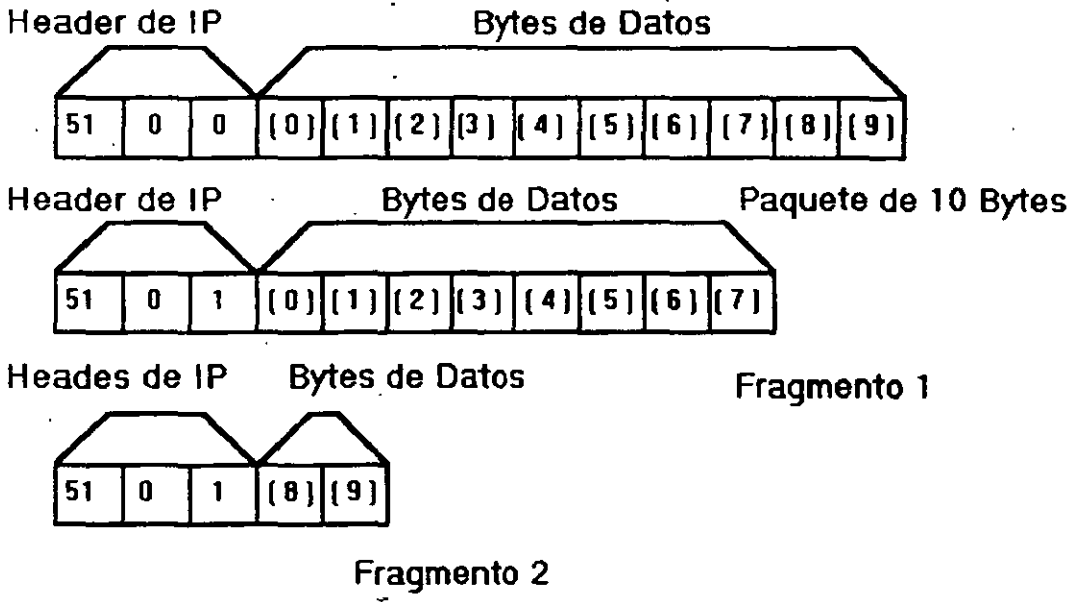 Header de IP Bytes de Datos
51 0 0 (0) (1) (2) (3) (4) (5) (6) (7) (8) (9)
Header de IP Bytes de Datos Paquete de 10 Bytes
51 0 1 (0) (1) (2) (3) (4) (5) (6) (7)
Heades de IP Bytes de Datos Fragmento 1
51 0 1 (8) (9)
Fragmento 2